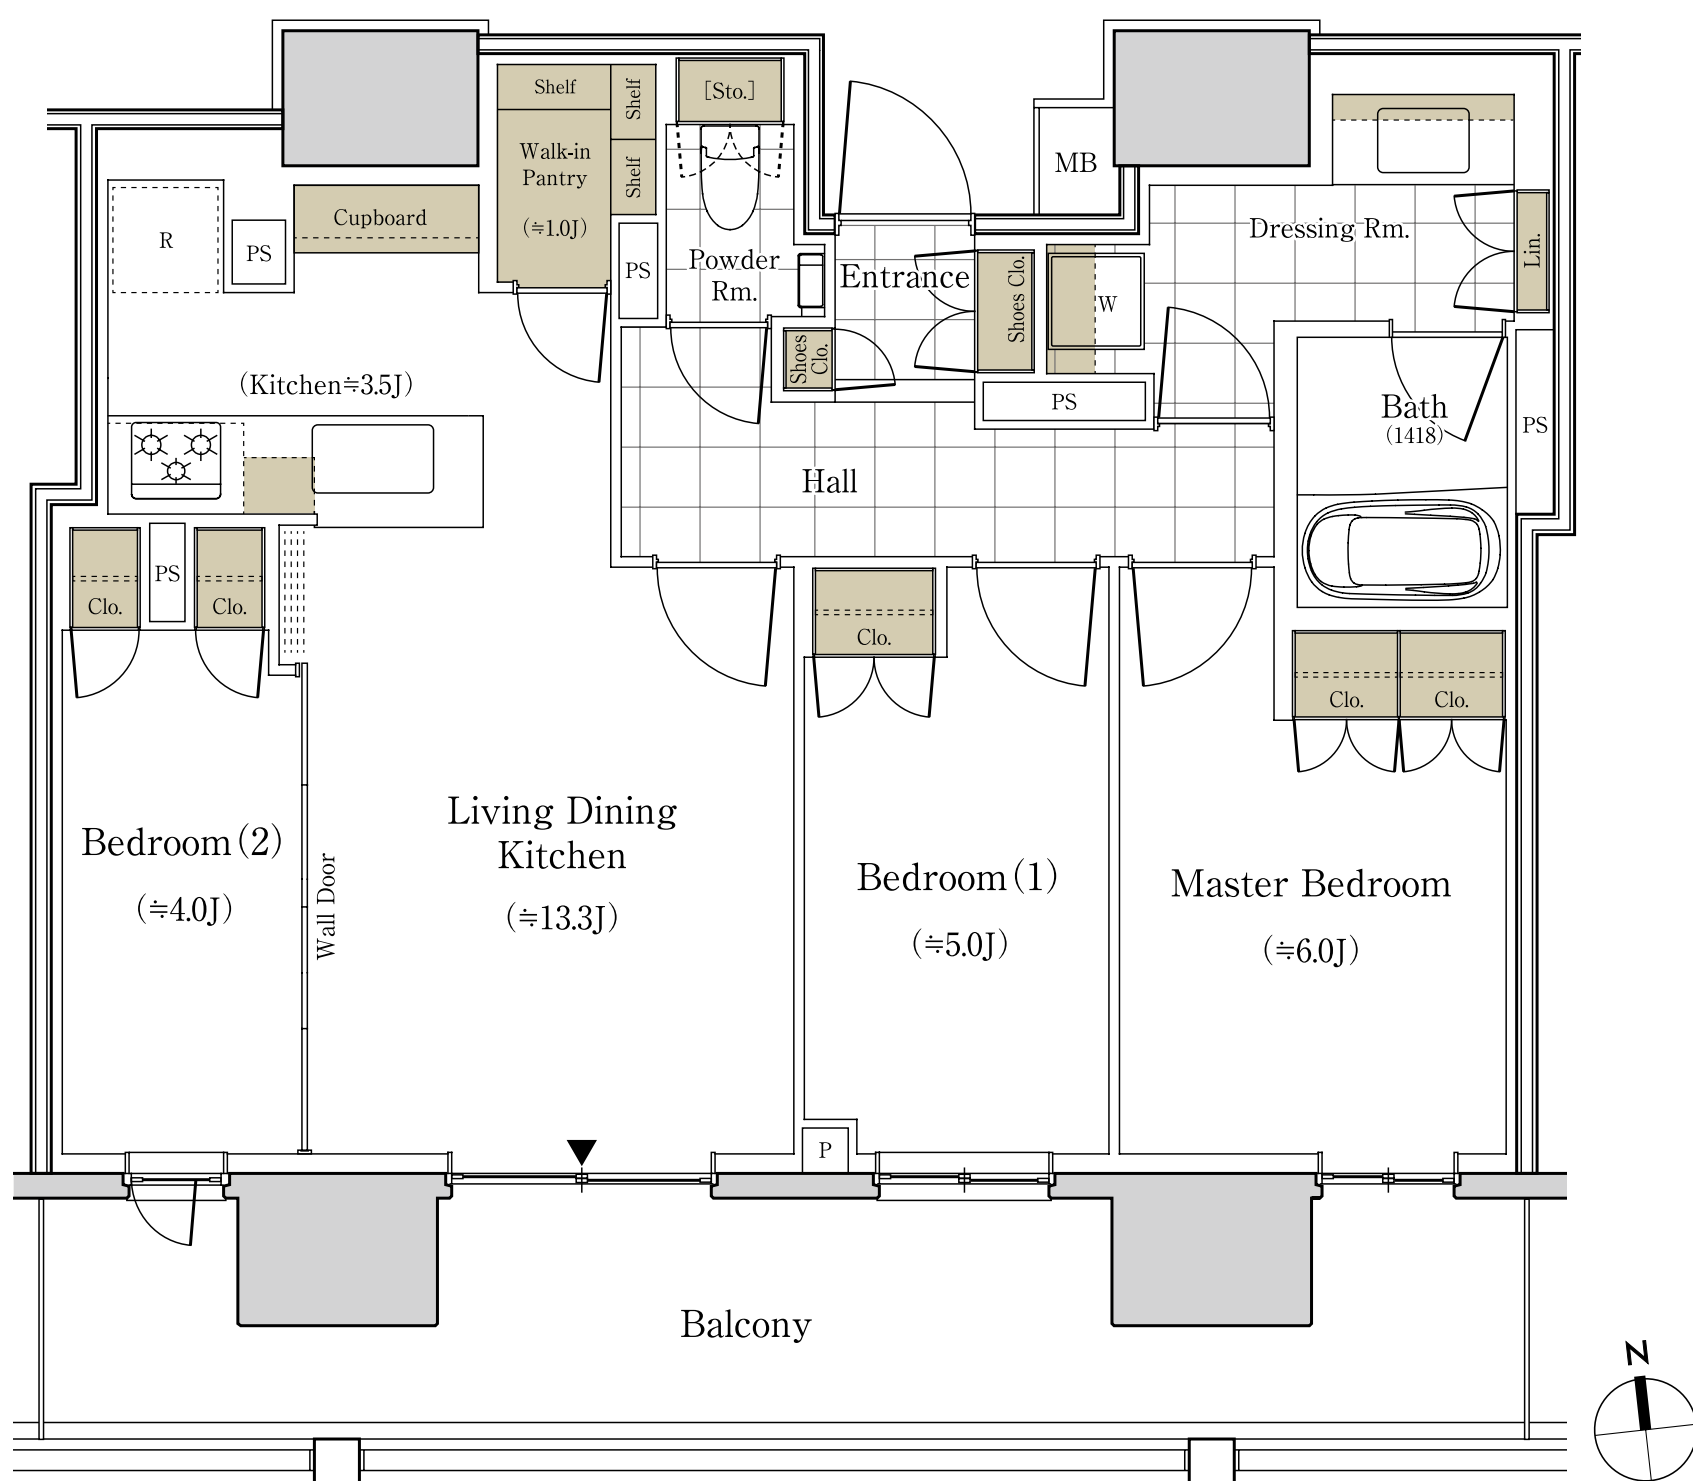 Shelf
Shelf
Shelf
[Sto.]
Walk-in
Pantry
(≒1.0J)
MB
Cupboard
R
PS
PS
Powder
Rm.
Entrance
Shoes Clo.
Shoes
Clo.
W
Dressing Rm.
Lin.
(Kitchen≒3.5J)
PS
Bath
(1418)
PS
Hall
Clo.
PS
Clo.
Clo.
Clo.
Clo.
Living Dining
Kitchen
(≒13.3J)
Bedroom(2)
(≒4.0J)
Wall Door
Bedroom(1)
(≒5.0J)
Master Bedroom
(≒6.0J)
P
Balcony
N